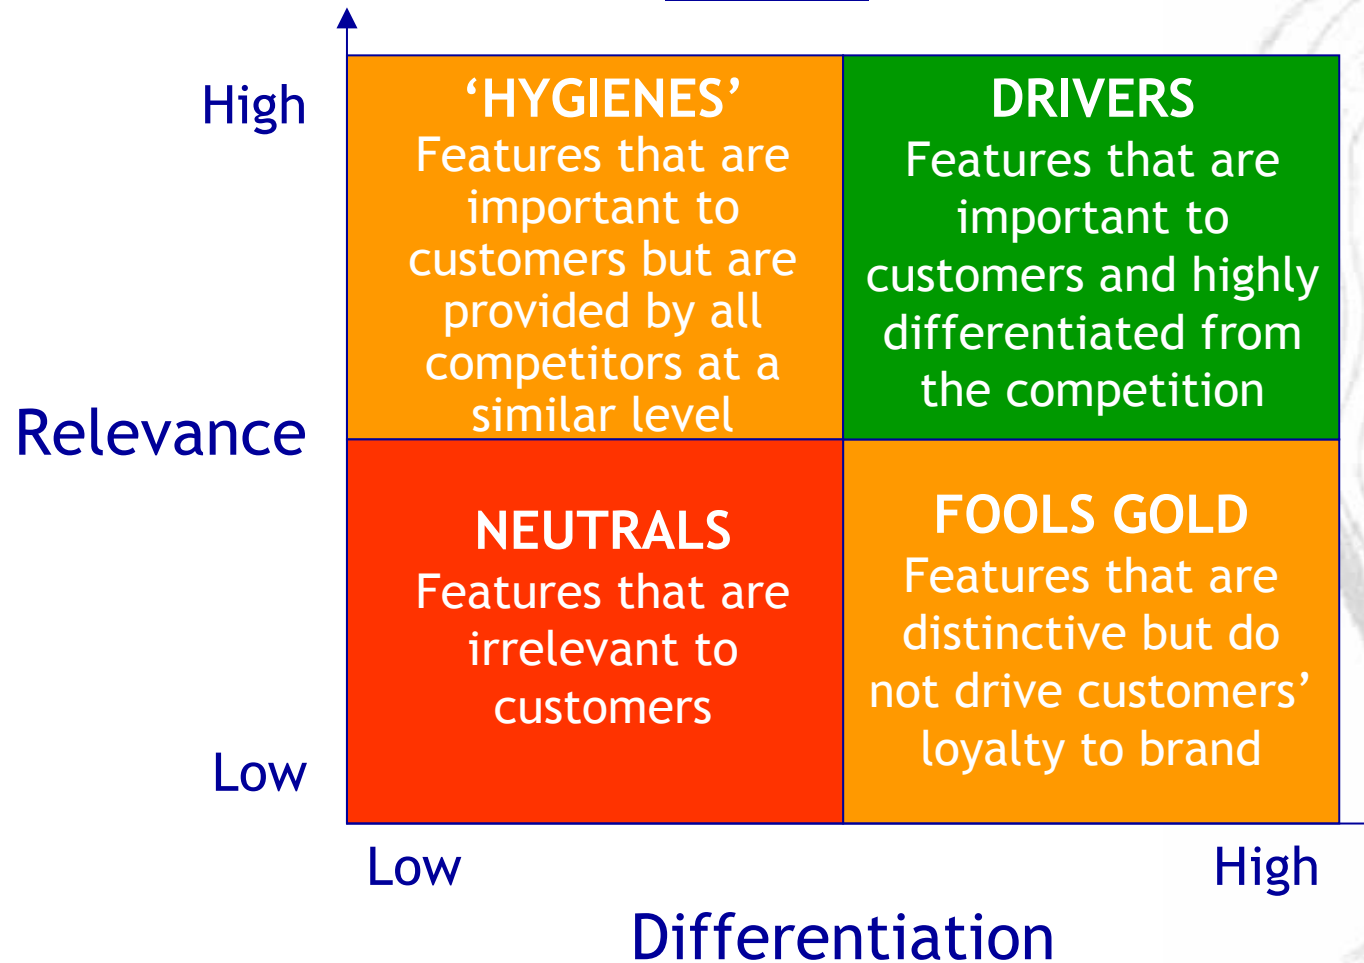 High
‘HYGIENES’
Features that are
important to
customers but are
provided by all
competitors at a
similar level
DRIVERS
Features that are
important to
customers and highly
differentiated from
the competition
Relevance
NEUTRALS
Features that are
irrelevant to
customers
FOOLS GOLD
Features that are
distinctive but do
not drive customers’
loyalty to brand
Low
Low
High
Differentiation